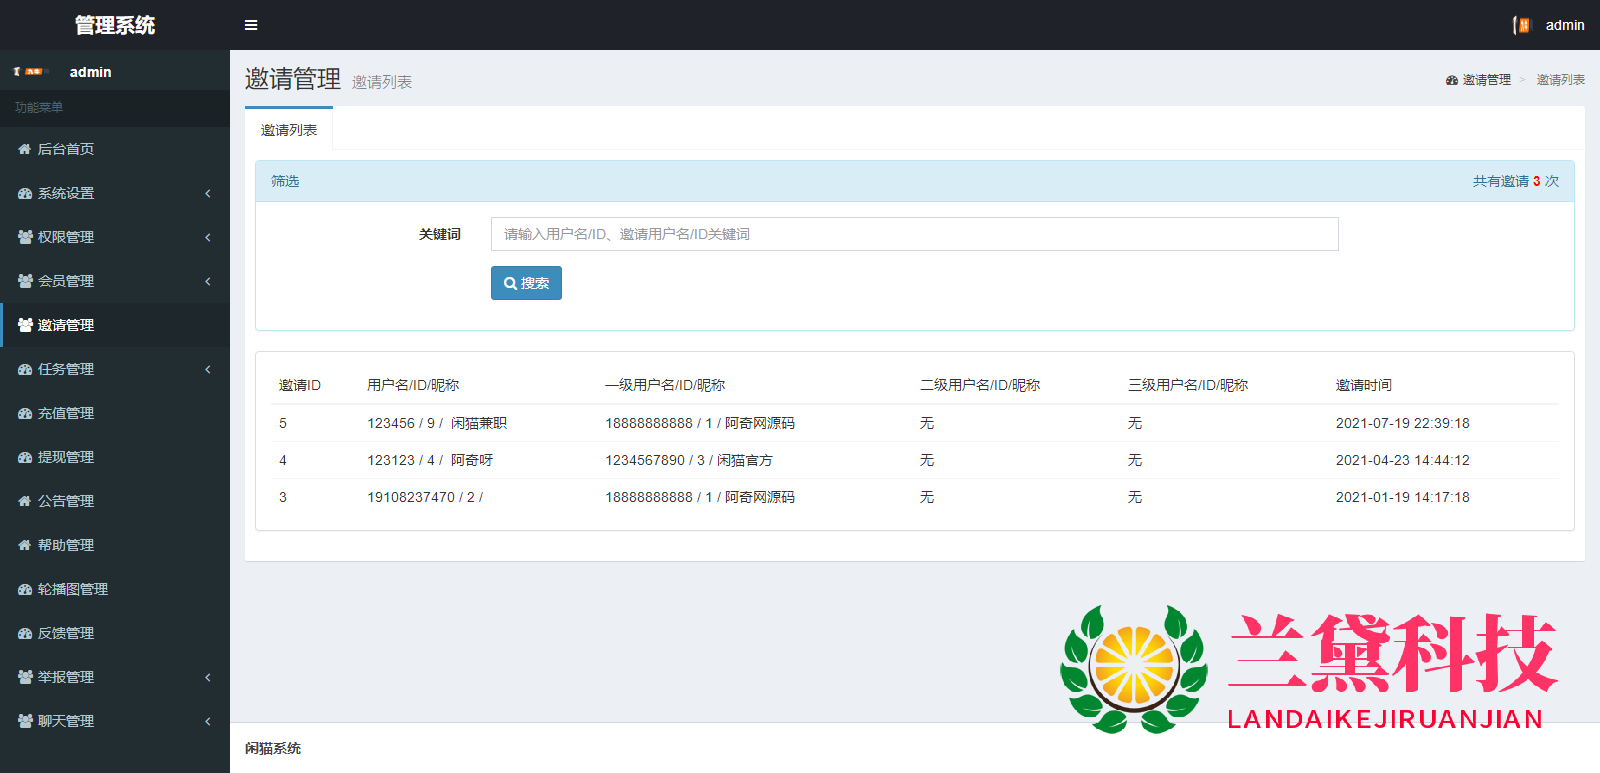 管理系统
admin
admin
功能菜单
后台首页
系统设置
权限管理
会员管理
邀请管理
任务管理
充值管理
提现管理
公告管理
帮助管理
轮播图管理
反馈管理
举报管理
聊天管理
邀请管理 邀请列表
邀请管理 > 邀请列表
邀请列表
筛选 共有邀请 3 次
关键词 请输入用户名/ID、邀请用户名/ID关键词
搜索
邀请ID 用户名/ID/昵称 一级用户名/ID/昵称 二级用户名/ID/昵称 三级用户名/ID/昵称 邀请时间
5 123456 / 9 / 闲猫兼职 18888888888 / 1 / 阿奇网源码 无 无 2021-07-19 22:39:18
4 123123 / 4 / 阿奇呀 1234567890 / 3 / 闲猫官方 无 无 2021-04-23 14:44:12
3 19108237470 / 2 / 18888888888 / 1 / 阿奇网源码 无 无 2021-01-19 14:17:18
兰黛科技
LANDAIKEJIRUANJIAN
闲猫系统